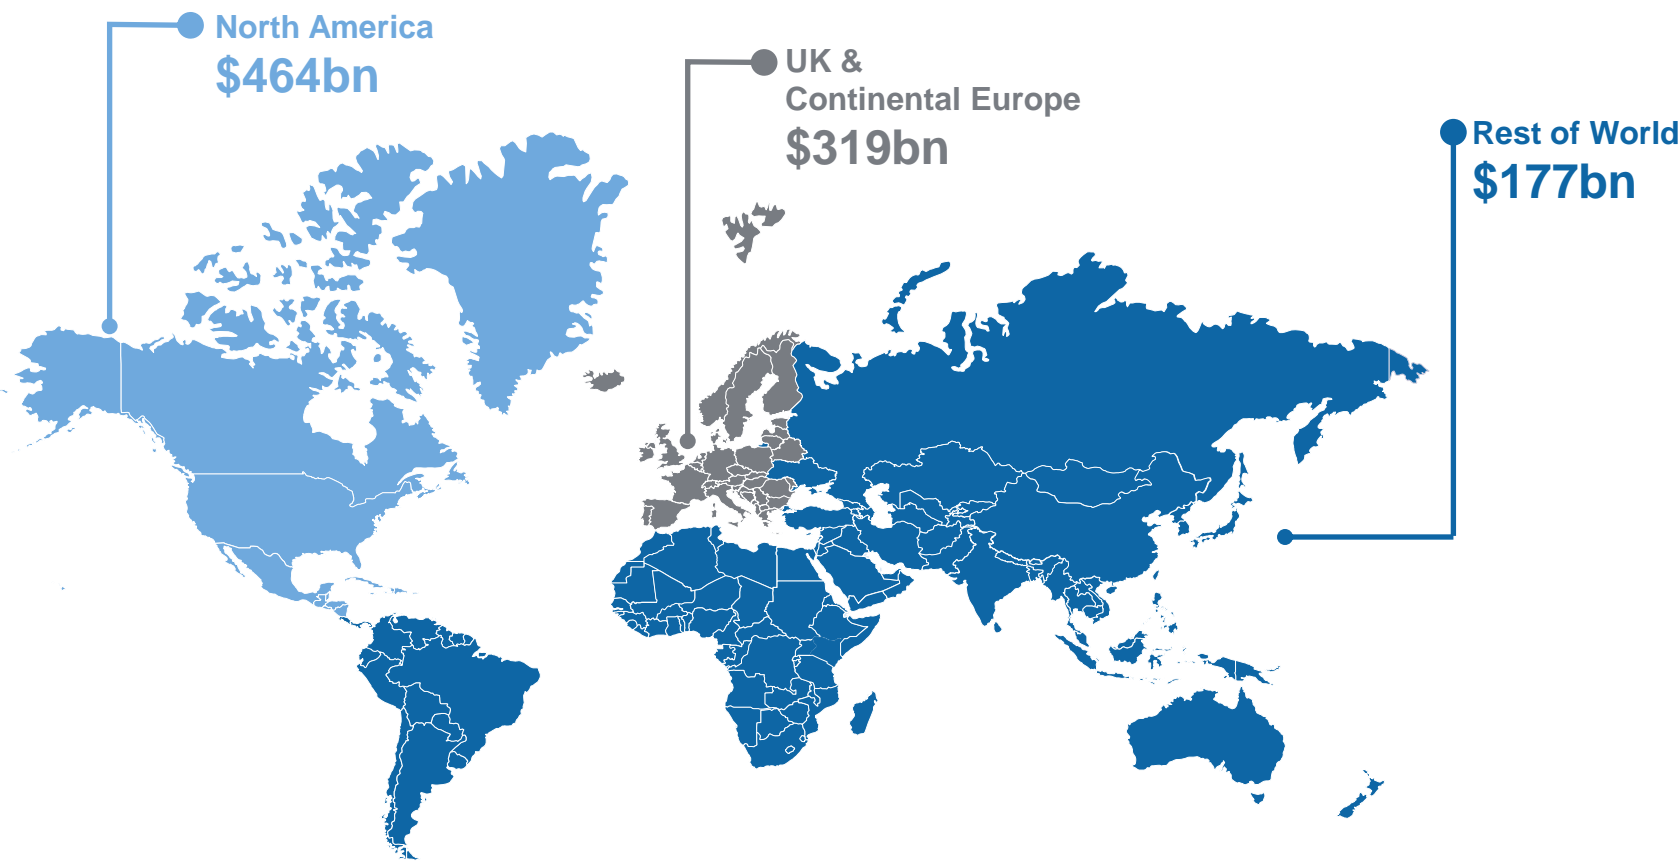 North America
$464bn
UK &
Continental Europe
$319bn
Rest of World
$177bn